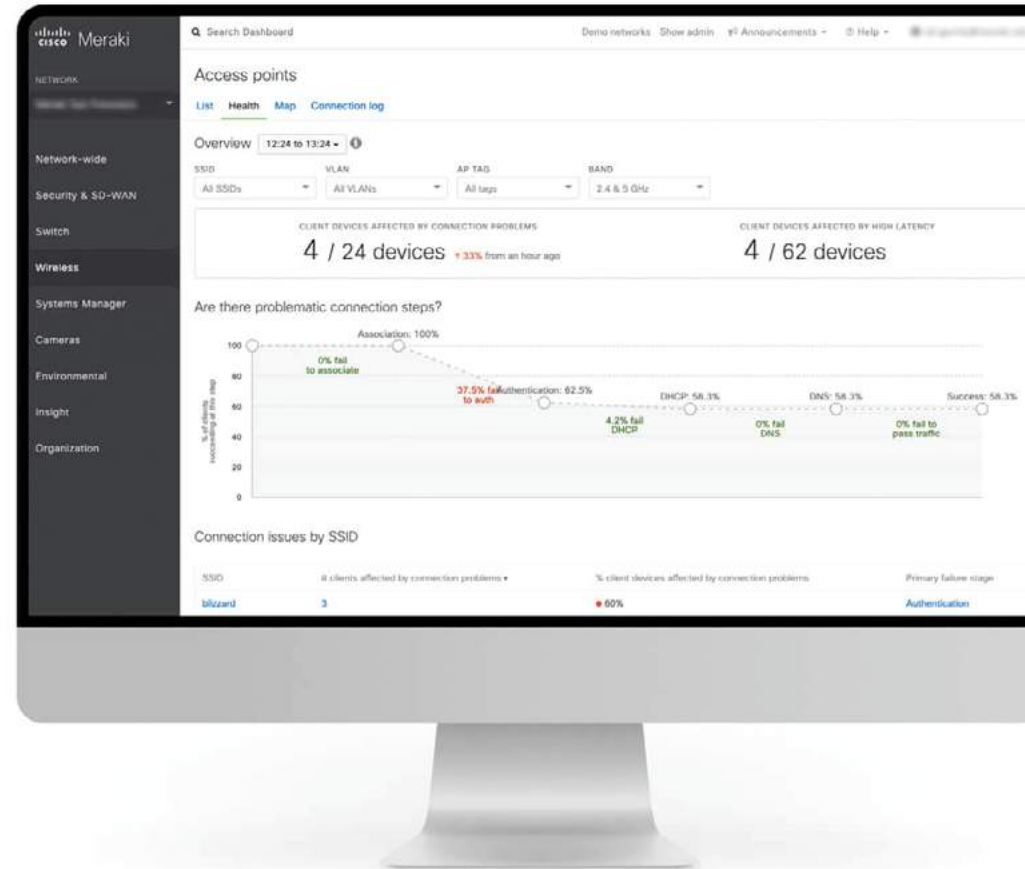 CISCO Meraki
Search Dashboard
Demo networks Show admin Announcements Help
NETWORK
Network-wide
Security & SD-WAN
Switch
Wireless
Systems Manager
Cameras
Environmental
Insight
Organization
Access points
List Health Map Connection log
Overview 12:24 to 13:24
SSID VLAN AP TAG BAND
All SSIDs All VLANs All tags 2.4 & 5 GHz
CLIENT DEVICES AFFECTED BY CONNECTION PROBLEMS
4 / 24 devices ↑ 33% from an hour ago
CLIENT DEVICES AFFECTED BY HIGH LATENCY
4 / 62 devices
Are there problematic connection steps?
% of clients
succeeding at this step
100
80
60
40
20
0
Association: 100%
0% fail
to associate
37.5% fail
to auth
Authentication: 62.5%
4.2% fail
DHCP
DHCP: 58.3%
0% fail
DNS
DNS: 58.3%
0% fail to
pass traffic
Success: 58.3%
Connection issues by SSID
SSID # clients affected by connection problems % client devices affected by connection problems Primary failure stage
blizzard 3 60% Authentication